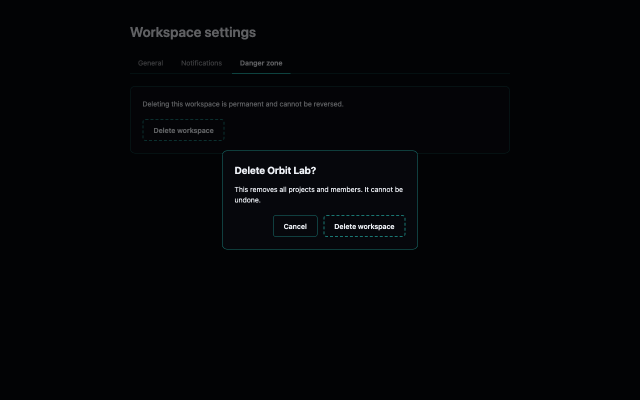 Workspace settings
General Notifications Danger zone
Deleting this workspace is permanent and cannot be reversed.
Delete workspace
Delete Orbit Lab?
This removes all projects and members. It cannot be
undone.
Cancel Delete workspace